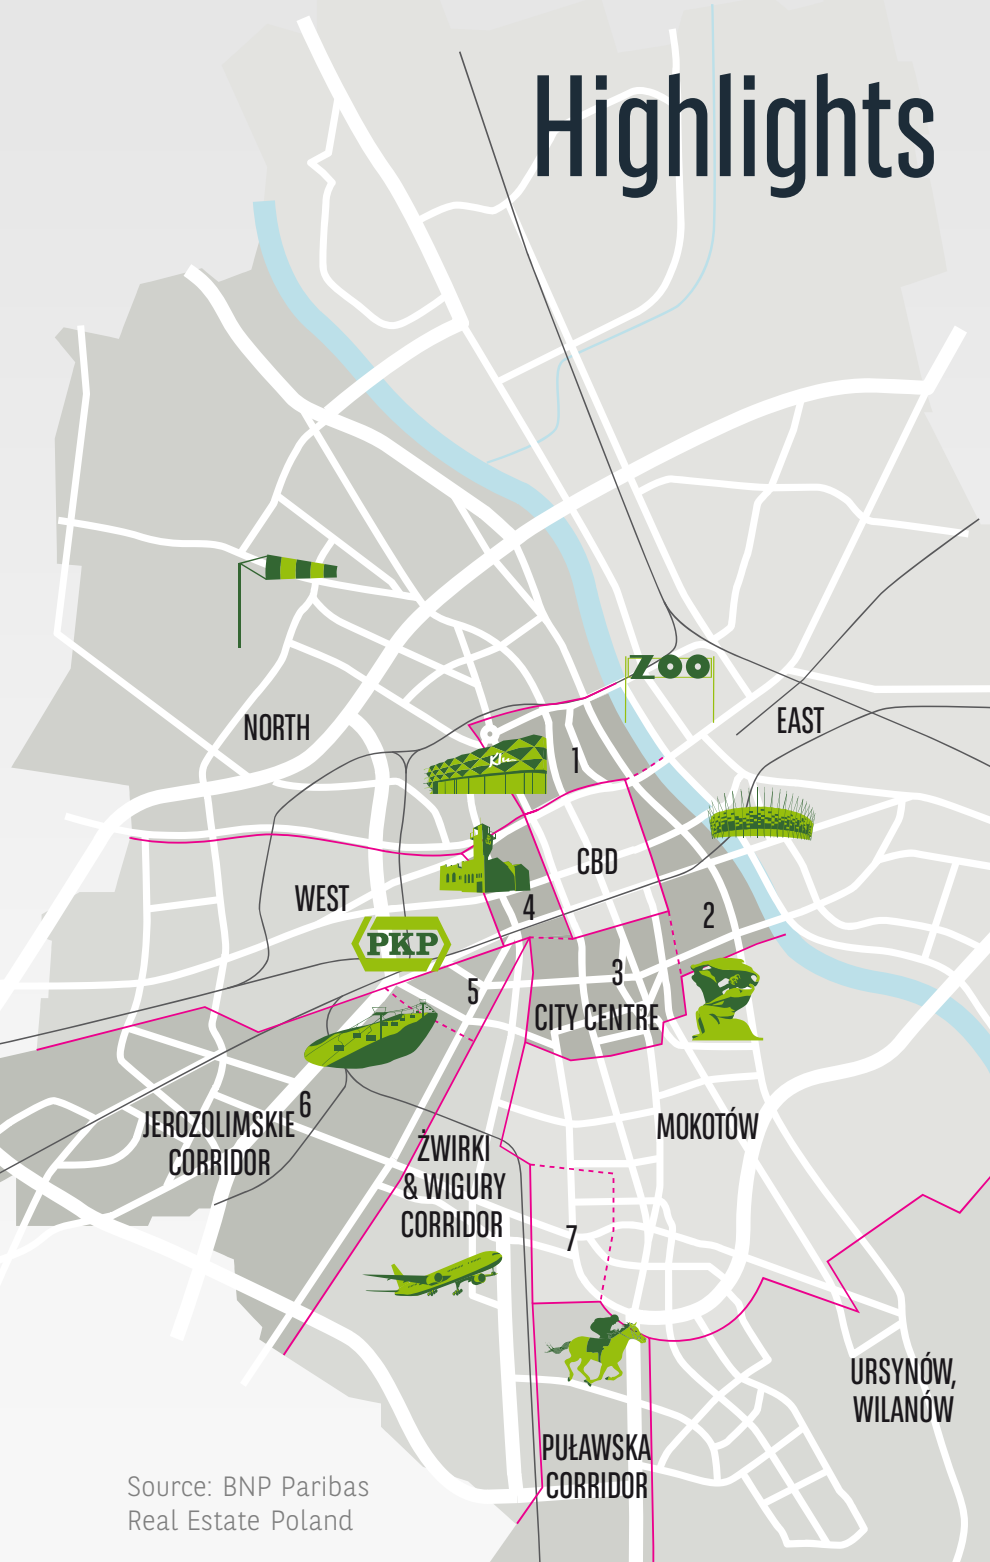 Highlights
ZOO
NORTH
EAST
1
CBD
WEST
4
2
PKP
3
5
CITY CENTRE
6
JEROZOLIMSKIE
CORRIDOR
MOKOTÓW
ŻWIRKI
& WIGURY
CORRIDOR
7
URSYNÓW,
WILANÓW
PUŁAWSKA
CORRIDOR
Source: BNP Paribas
Real Estate Poland